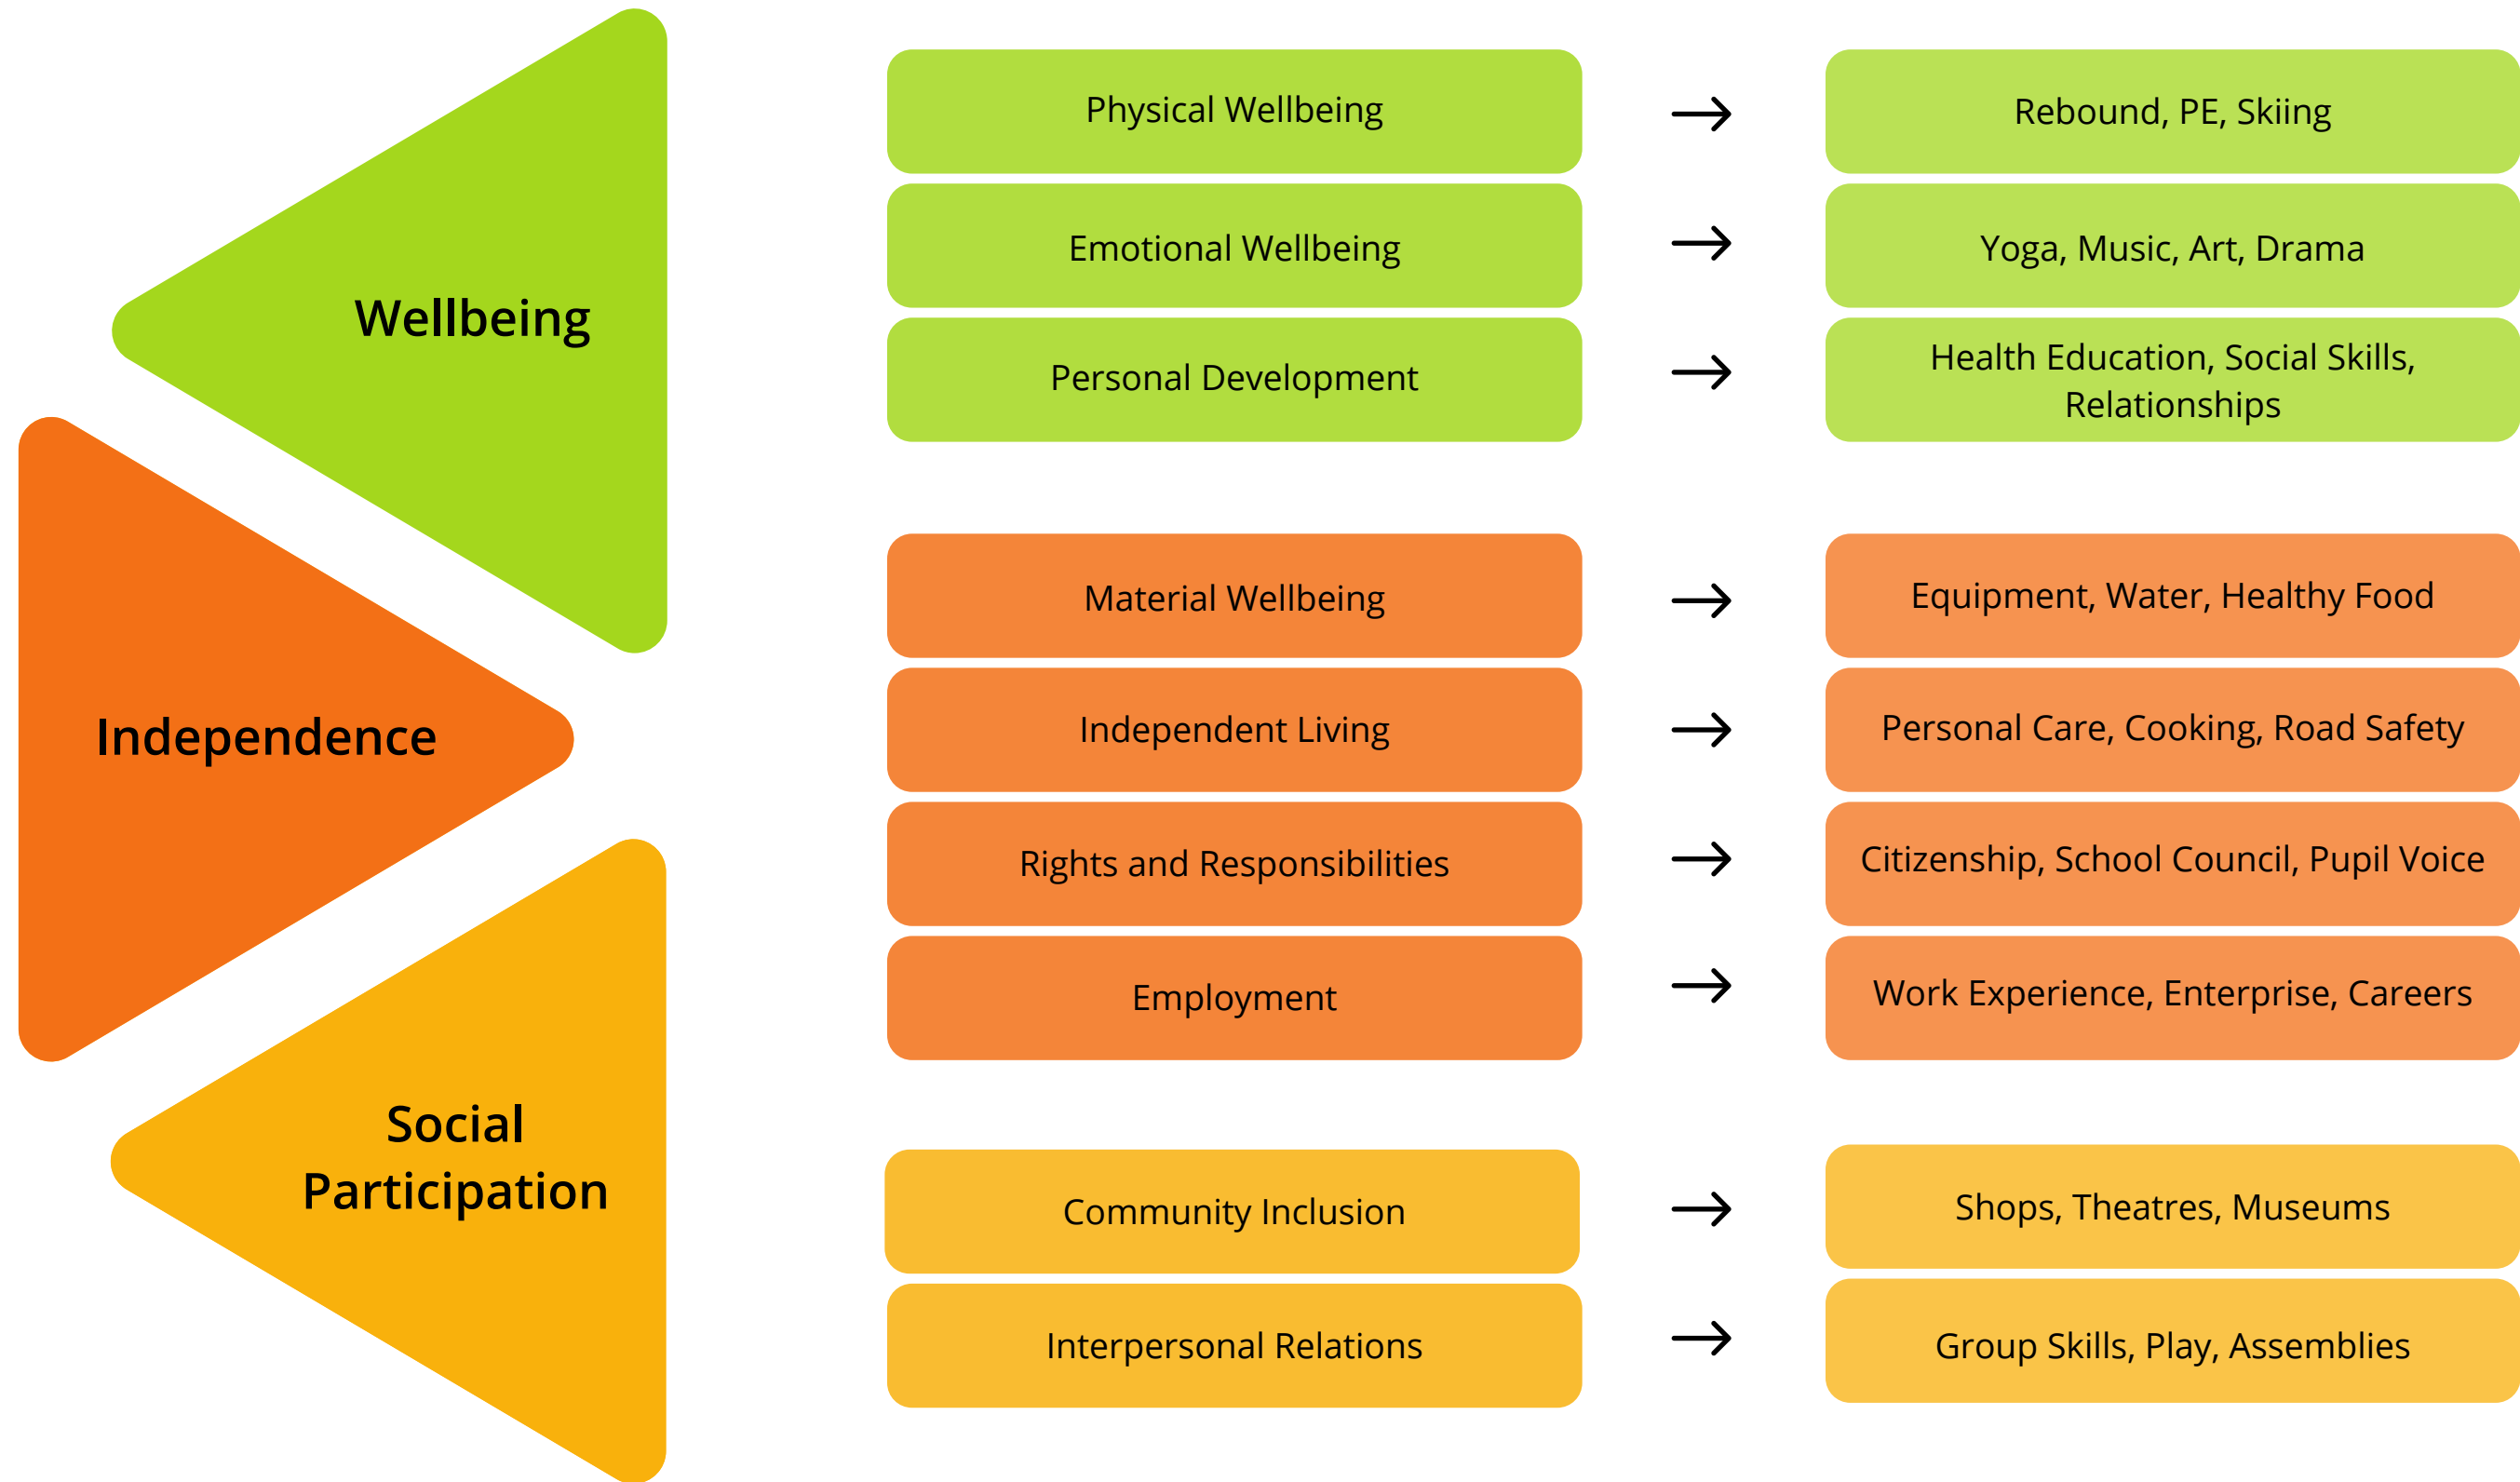 Wellbeing
Physical Wellbeing
Rebound, PE, Skiing
Emotional Wellbeing
Yoga, Music, Art, Drama
Personal Development
Health Education, Social Skills,
Relationships
Independence
Material Wellbeing
Equipment, Water, Healthy Food
Independent Living
Personal Care, Cooking, Road Safety
Rights and Responsibilities
Citizenship, School Council, Pupil Voice
Employment
Work Experience, Enterprise, Careers
Social
Participation
Community Inclusion
Shops, Theatres, Museums
Interpersonal Relations
Group Skills, Play, Assemblies